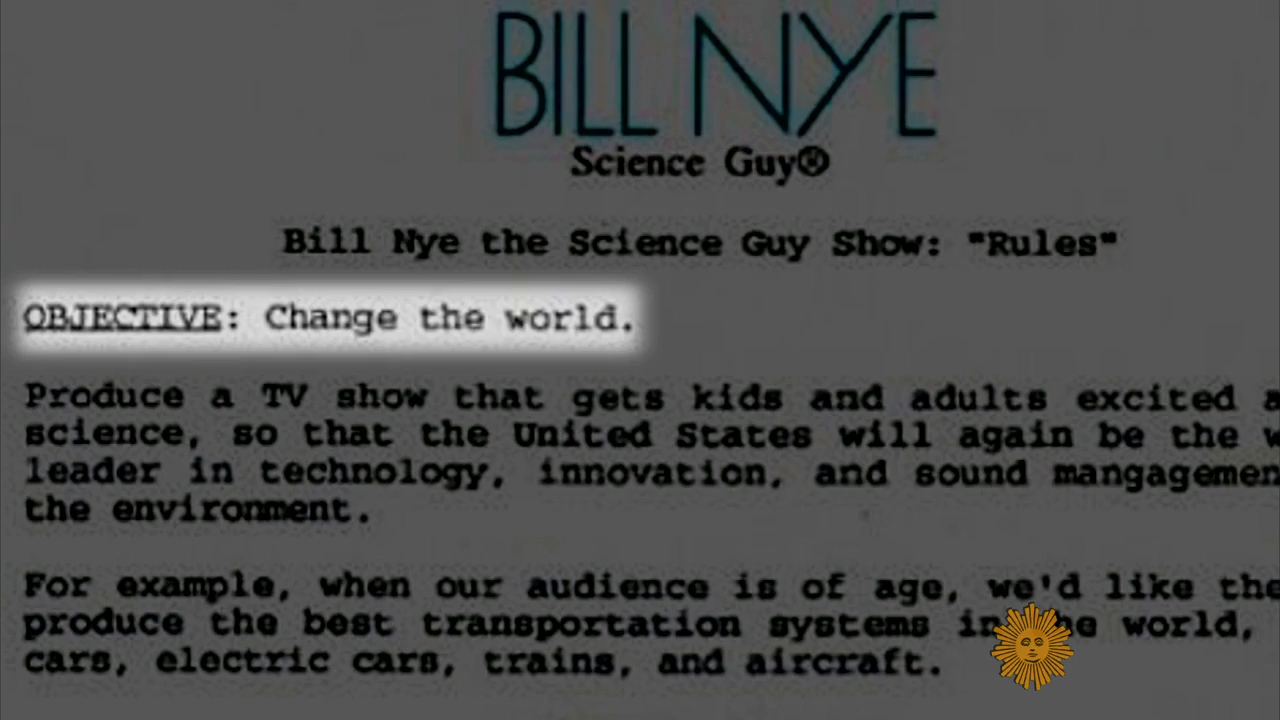 BILL NYE
Science Guy®
Bill Nye the Science Guy Show: "Rules"
OBJECTIVE: Change the world.
Produce a TV show that gets kids and adults excited
science, so that the United States will again be the
leader in technology, innovation, and sound
the environment.
For example, when our audience is of age, we'd like
produce the best transportation systems in the world,
cars, electric cars, trains, and aircraft.